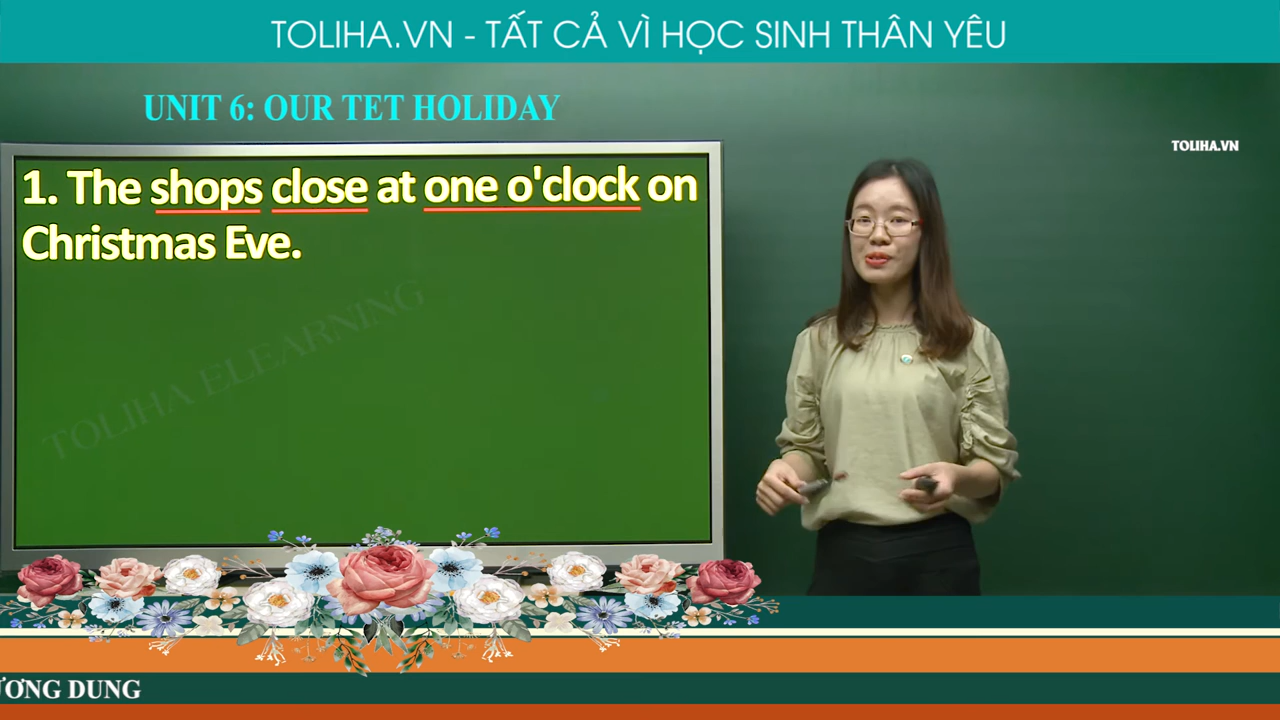 TOLIHA.VN - TẤT CẢ VÌ HỌC SINH THÂN YÊU
UNIT 6: OUR TET HOLIDAY
TOLIHA.VN
1. The shops close at one o'clock on
Christmas Eve.
TOLIHA ELEARNING
DUNG